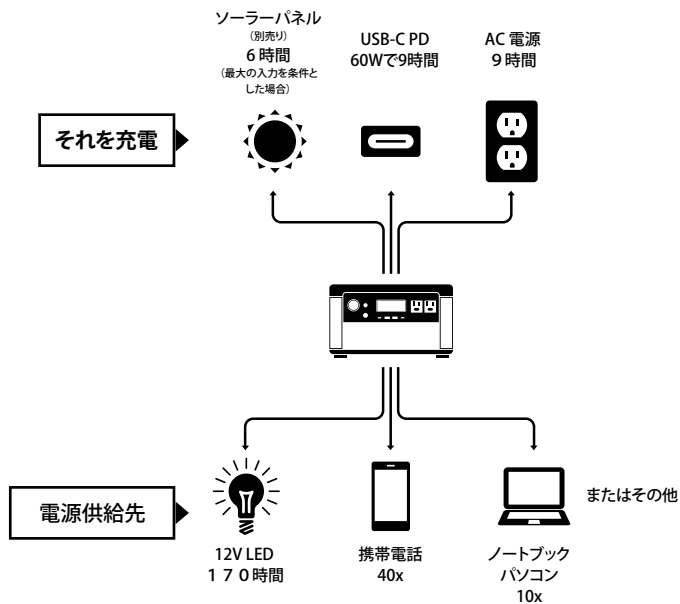 ソーラーパネル
（別売り）
6 時間
（最大の入力を条件と
した場合）
USB-C PD
60Wで9時間
AC 電源
9 時間
それを充電
電源供給先
12V LED
１７０時間
携帯電話
40x
ノートブック
パソコン
10x
またはその他